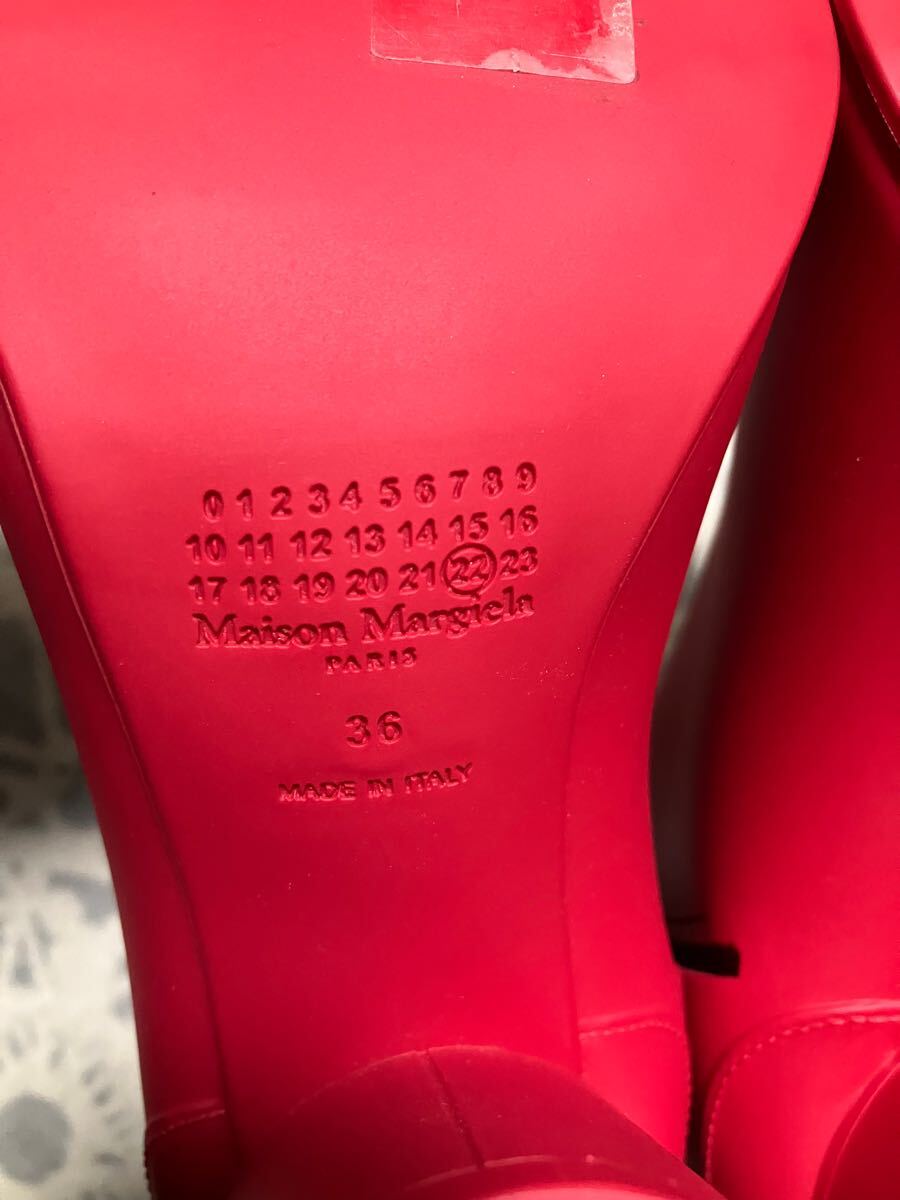 0 1 2 3 4 5 6 7 8 9
10 11 12 13 14 15 16
17 18 19 20 21 22 23
Maison Margiela
PARIS
36
MADE IN ITALY